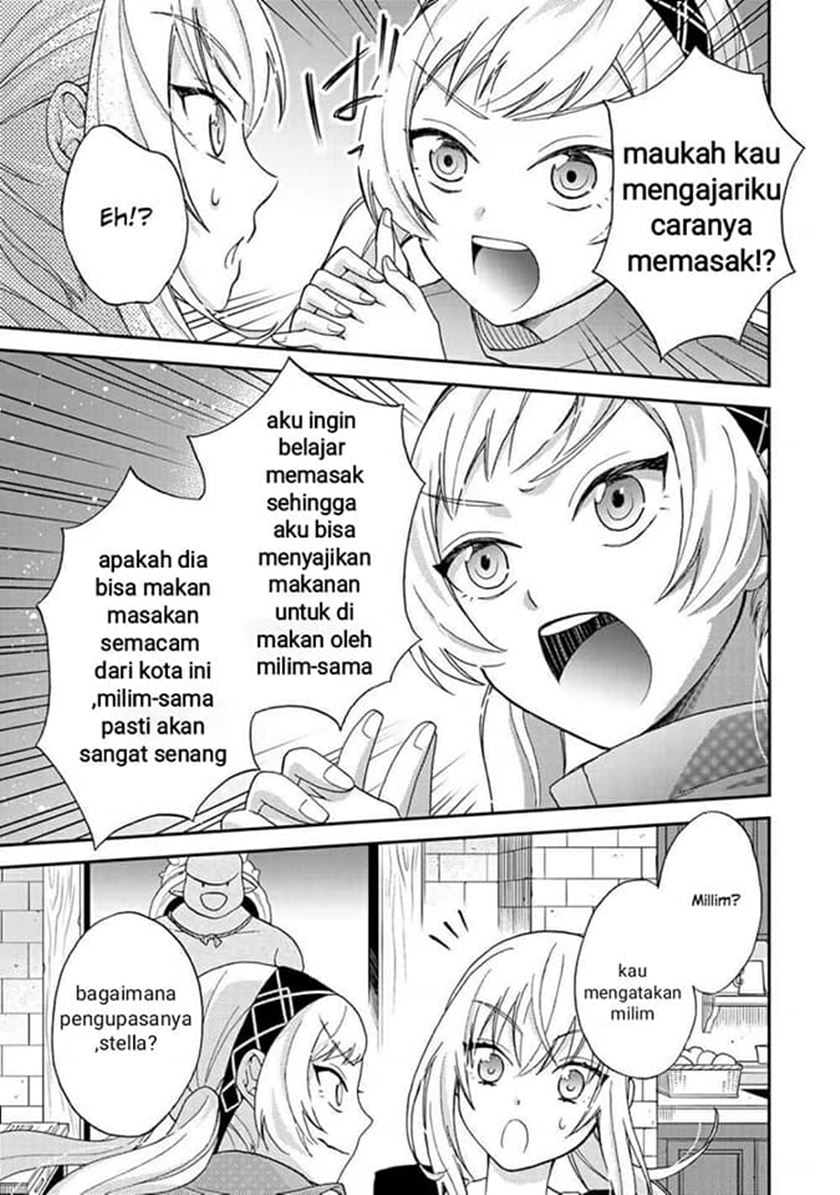 maukah kau
mengajariku
caranya
memasak!?
ば
Eh!?
aku ingin
belajar
memasak
sehingga
aku bisa
menyajikan
makanan
untuk di
makan oleh
milim-sama
apakah dia
bisa makan
masakan
semacam
dari kota ini
,milim-sama
pasti akan
sangat senang
Millim?
kau
mengatakan
milim
bagaimana
pengupasanya
,stella?